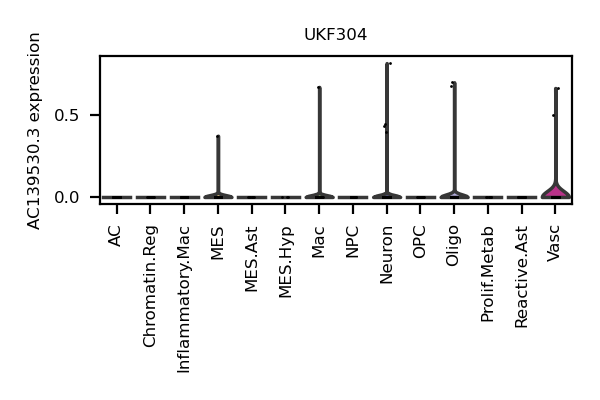 UKF304
AC139530.3 expression
0.5
0.0
AC
Chromatin.Reg
Inflammatory.Mac
MES
MES.Ast
MES.Hyp
Mac
NPC
Neuron
OPC
Oligo
Prolif.Metab
Reactive.Ast
Vasc